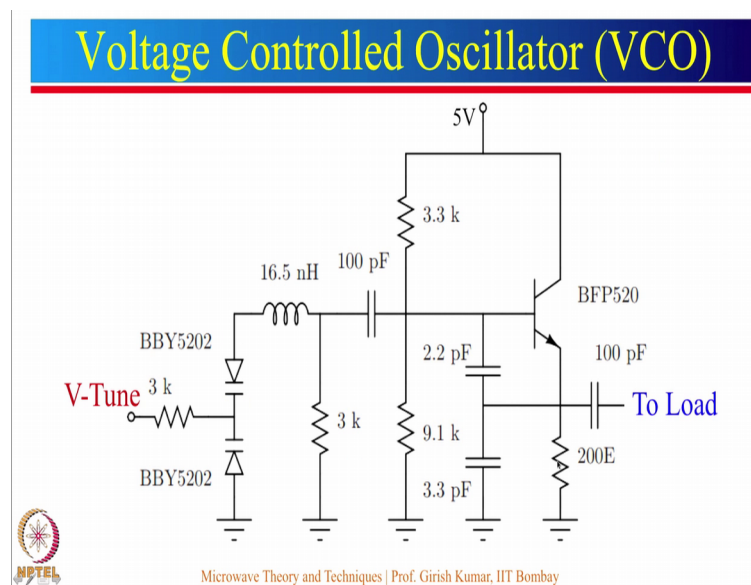 Voltage Controlled Oscillator (VCO)
5V
3.3 k
16.5 nH
100 pF
BFP520
BBY5202
2.2 pF
100 pF
V-Tune
3 k
To Load
3 k
9.1 k
200E
BBY5202
3.3 pF
NPTEL
Microwave Theory and Techniques | Prof. Girish Kumar, IIT Bombay